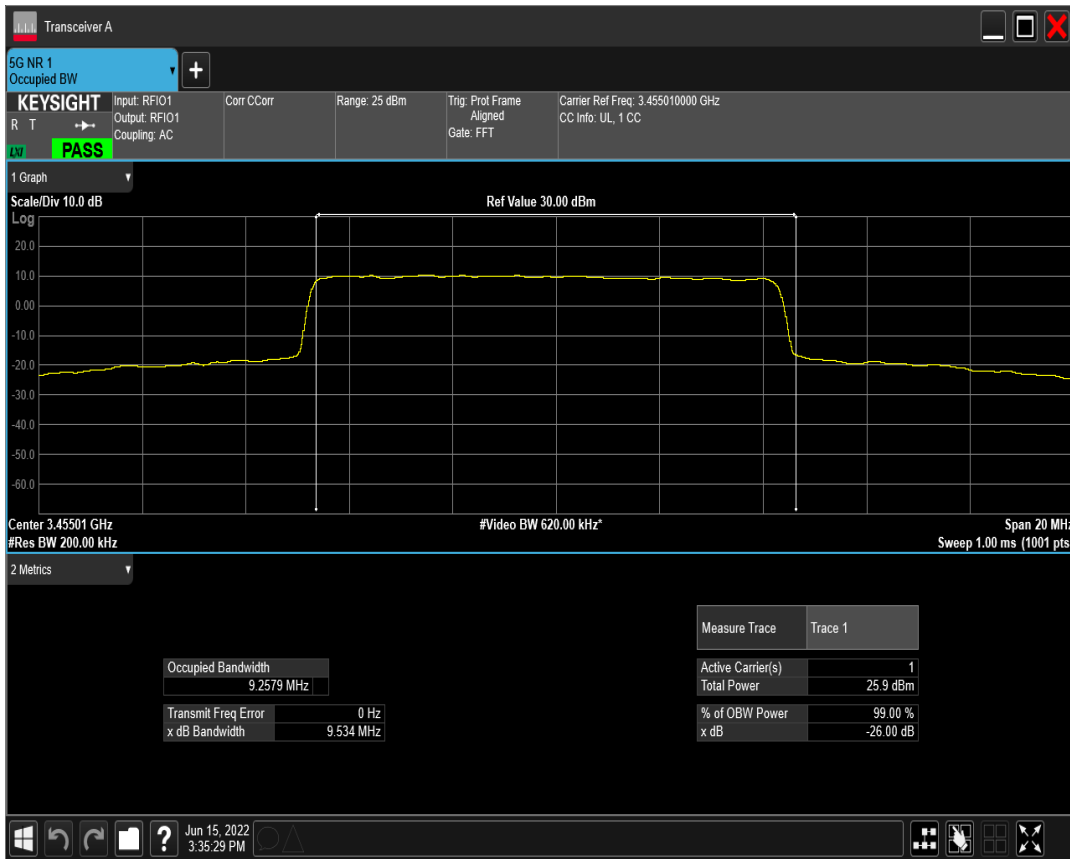 Transceiver A
5G NR 1
Occupied BW
+
KEYSIGHT
R T
LXI
PASS
Input: RFIO1
Output: RFIO1
Coupling: AC
Corr CCorr
Range: 25 dBm
Trig: Prot Frame
Aligned
Gate: FFT
Carrier Ref Freq: 3.455010000 GHz
CC Info: UL, 1 CC
1 Graph
Scale/Div 10.0 dB
Ref Value 30.00 dBm
Log
20.0
10.0
0.00
-10.0
-20.0
-30.0
-40.0
-50.0
-60.0
Center 3.45501 GHz
#Video BW 620.00 kHz*
Span 20 MHz
#Res BW 200.00 kHz
Sweep 1.00 ms (1001 pts
2 Metrics
Measure Trace Trace 1
Occupied Bandwidth
9.2579 MHz
Active Carrier(s) 1
Total Power 25.9 dBm
Transmit Freq Error 0 Hz
x dB Bandwidth 9.534 MHz
% of OBW Power 99.00 %
x dB -26.00 dB
?
Jun 15, 2022
3:35:29 PM